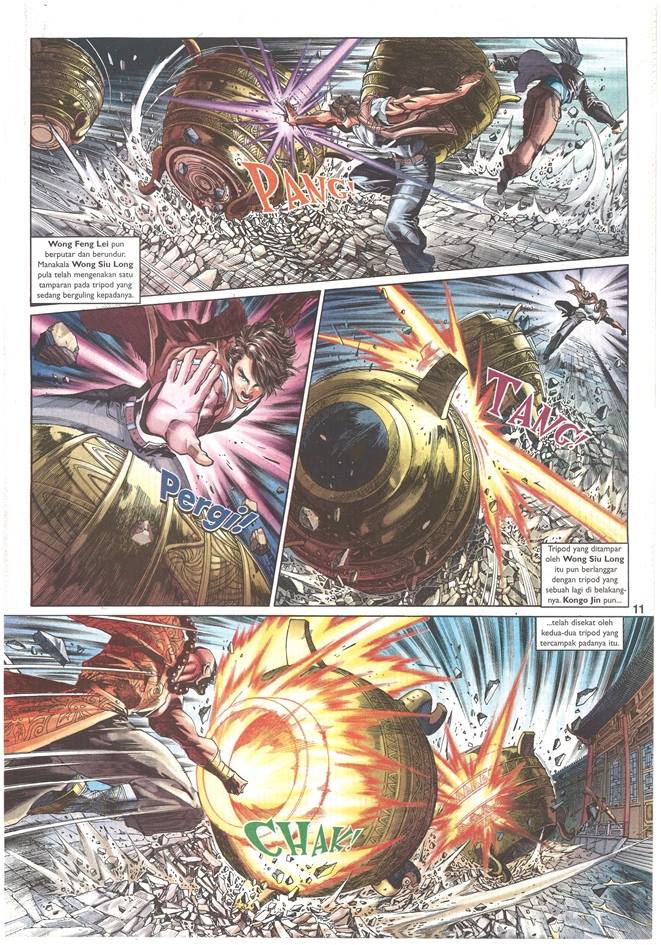 PANG!
Wong Feng Lei pun
berputar dan berundur.
Manakala Wong Siu Long
pula telah mengenakan satu
tamparan pada tripod yang
sedang berguling kepadanya.
Pergi!
TANG!
Tripod yang ditampar
oleh Wong Siu Long
itu pun berlanggar
dengan tripod yang
sebuah lagi di belakang-
nya. Kongo Jin pun...
11
...telah disekat oleh
kedua-dua tripod yang
tercampak padanya itu.
CHAK!